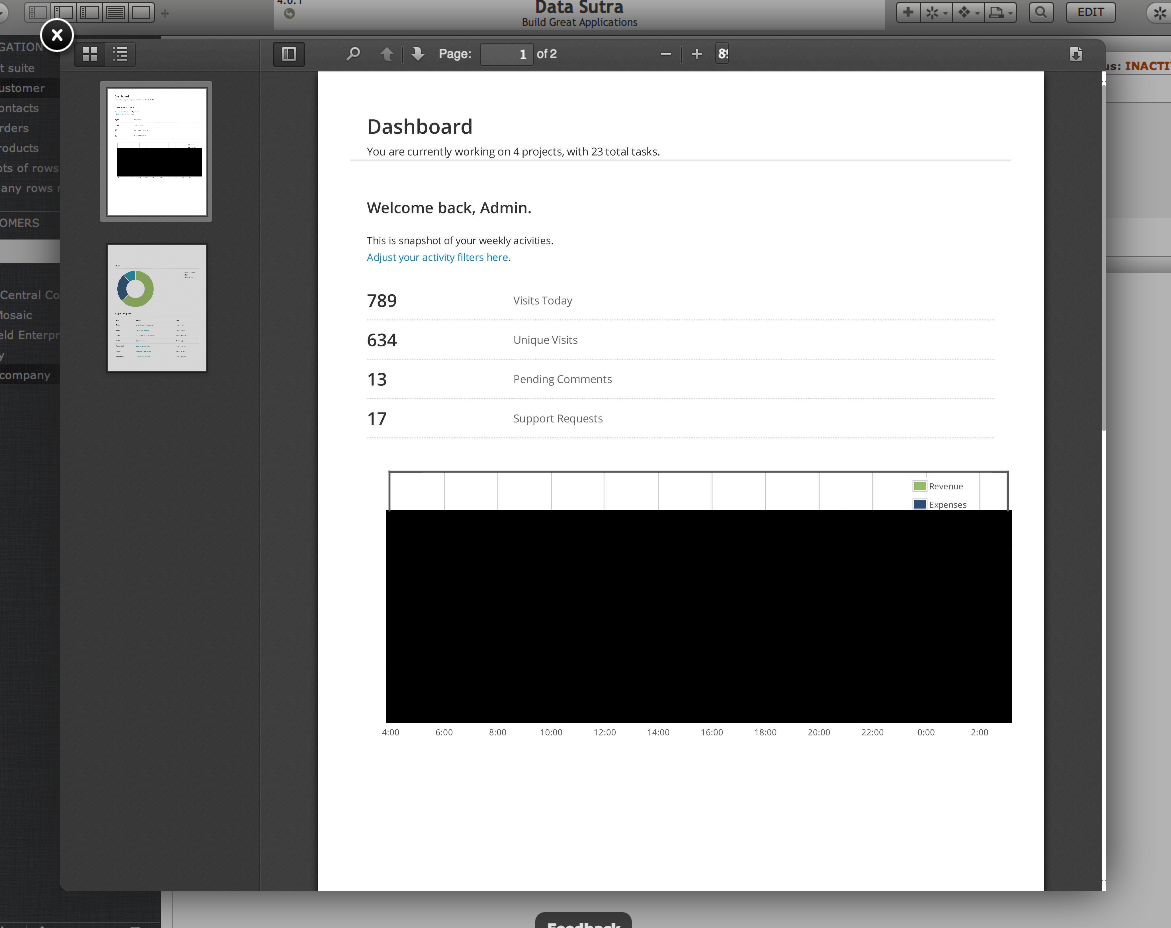 4.0.1
Data Sutra
Build Great Applications
EDIT
GATION
t suite
ustomer
ontacts
rders
roducts
ots of rows
any rows
OMERS
Central Co
Mosaic
eld Enterpr
y
company
us: INACTI
Page: 1 of 2
Dashboard
You are currently working on 4 projects, with 23 total tasks.
Welcome back, Admin.
This is snapshot of your weekly acivities.
Adjust your activity filters here.
789 Visits Today
634 Unique Visits
13 Pending Comments
17 Support Requests
Revenue
Expenses
4:00 6:00 8:00 10:00 12:00 14:00 16:00 18:00 20:00 22:00 0:00 2:00
Feedback